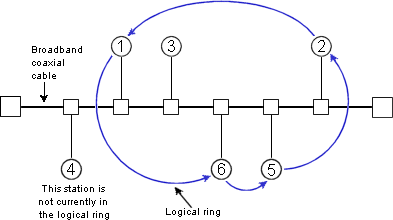 Broadband
coaxial
cable
1
3
2
4
6
5
This station is
not currently in
the logical ring
Logical ring